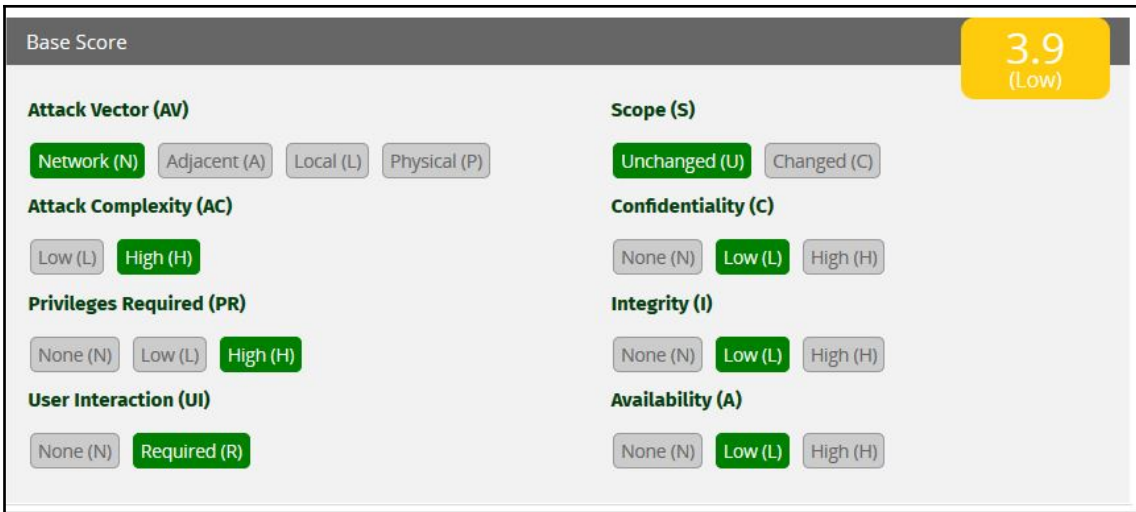 Base Score
3.9
(Low)
Attack Vector (AV)
Network (N) Adjacent (A) Local (L) Physical (P)
Attack Complexity (AC)
Low (L) High (H)
Privileges Required (PR)
None (N) Low (L) High (H)
User Interaction (UI)
None (N) Required (R)
Scope (S)
Unchanged (U) Changed (C)
Confidentiality (C)
None (N) Low (L) High (H)
Integrity (I)
None (N) Low (L) High (H)
Availability (A)
None (N) Low (L) High (H)